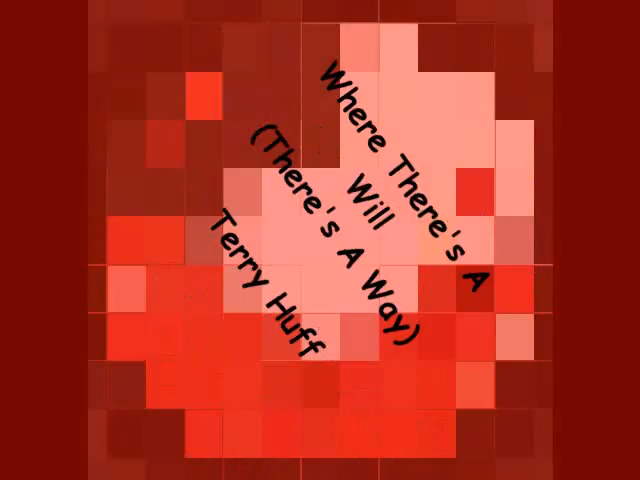 Where There's A
Will
(There's A Way)
Terry Huff